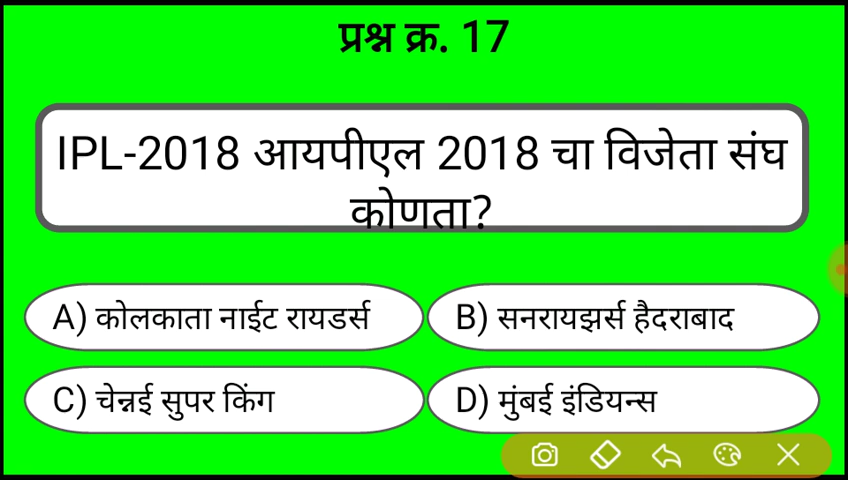 प्रश्न क्र. 17
IPL-2018 आयपीएल 2018 चा विजेता संघ
कोणता?
A) कोलकाता नाईट रायडर्स
B) सनरायझर्स हैदराबाद
C) चेन्नई सुपर किंग
D) मुंबई इंडियन्स